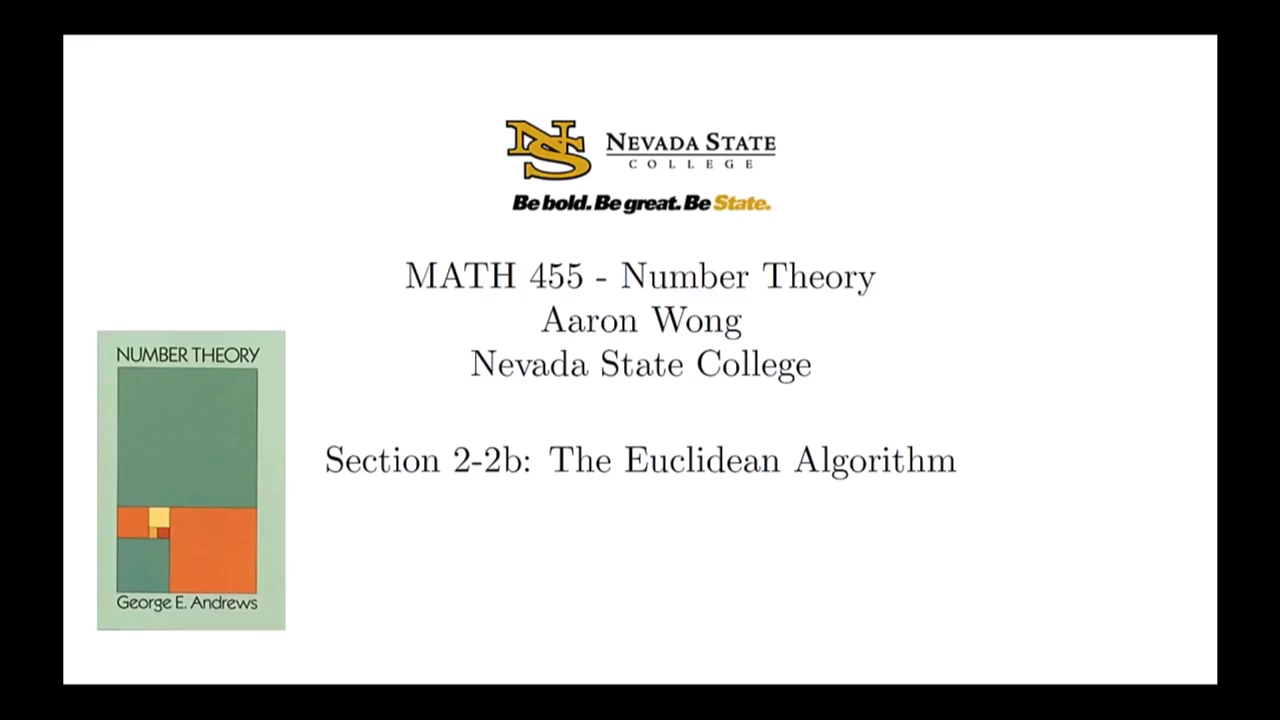 NS
NEVADA STATE
COLLEGE
Be bold. Be great. Be State.
MATH 455 - Number Theory
Aaron Wong
Nevada State College
Section 2-2b: The Euclidean Algorithm
NUMBER THEORY
George E. Andrews